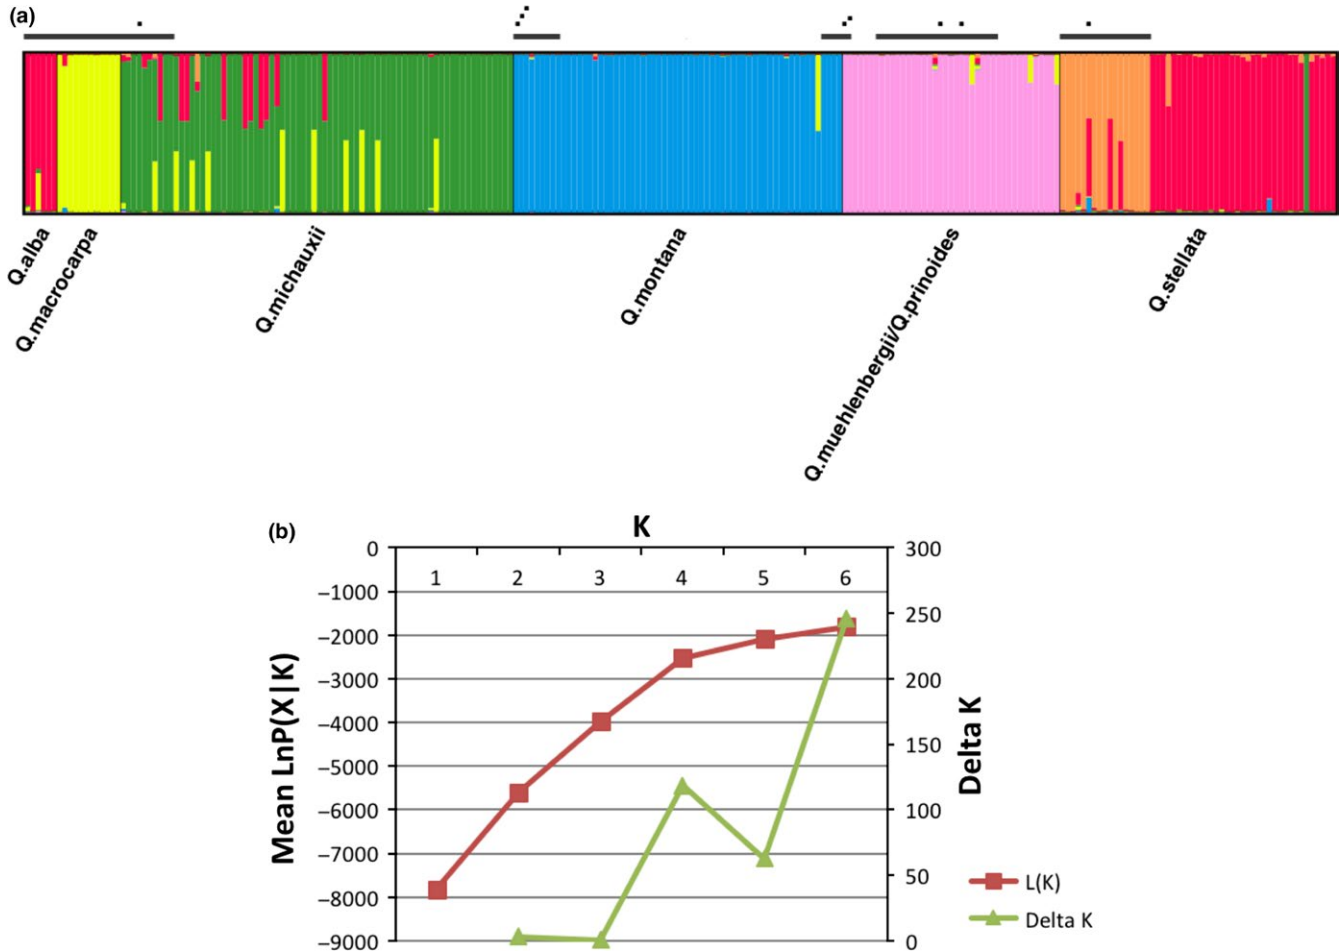 (a)
Q.alba
Q.macrocarpa
Q.michauxii
Q.montana
Q.muehlenbergii/Q.prinoides
Q.stellata
(b)
K
0
–1000
–2000
–3000
–4000
–5000
–6000
–7000
–8000
–9000
Mean LnP(X|K)
1 2 3 4 5 6
300
250
200
150
100
50
0
Delta K
L(K)
Delta K